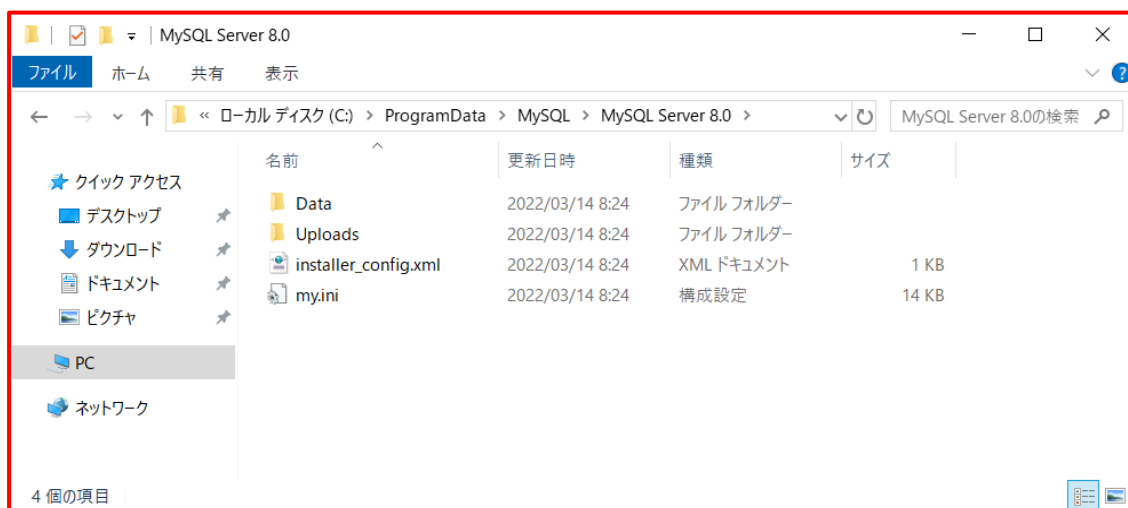 MySQL Server 8.0
ファイル ホーム 共有 表示
« ローカル ディスク (C:) > ProgramData > MySQL > MySQL Server 8.0 > MySQL Server 8.0の検索
名前 更新日時 種類 サイズ
クイック アクセス
デスクトップ
ダウンロード
ドキュメント
ピクチャ
PC
ネットワーク
Data 2022/03/14 8:24 ファイル フォルダー
Uploads 2022/03/14 8:24 ファイル フォルダー
installer_config.xml 2022/03/14 8:24 XML ドキュメント 1 KB
my.ini 2022/03/14 8:24 構成設定 14 KB
4 個の項目